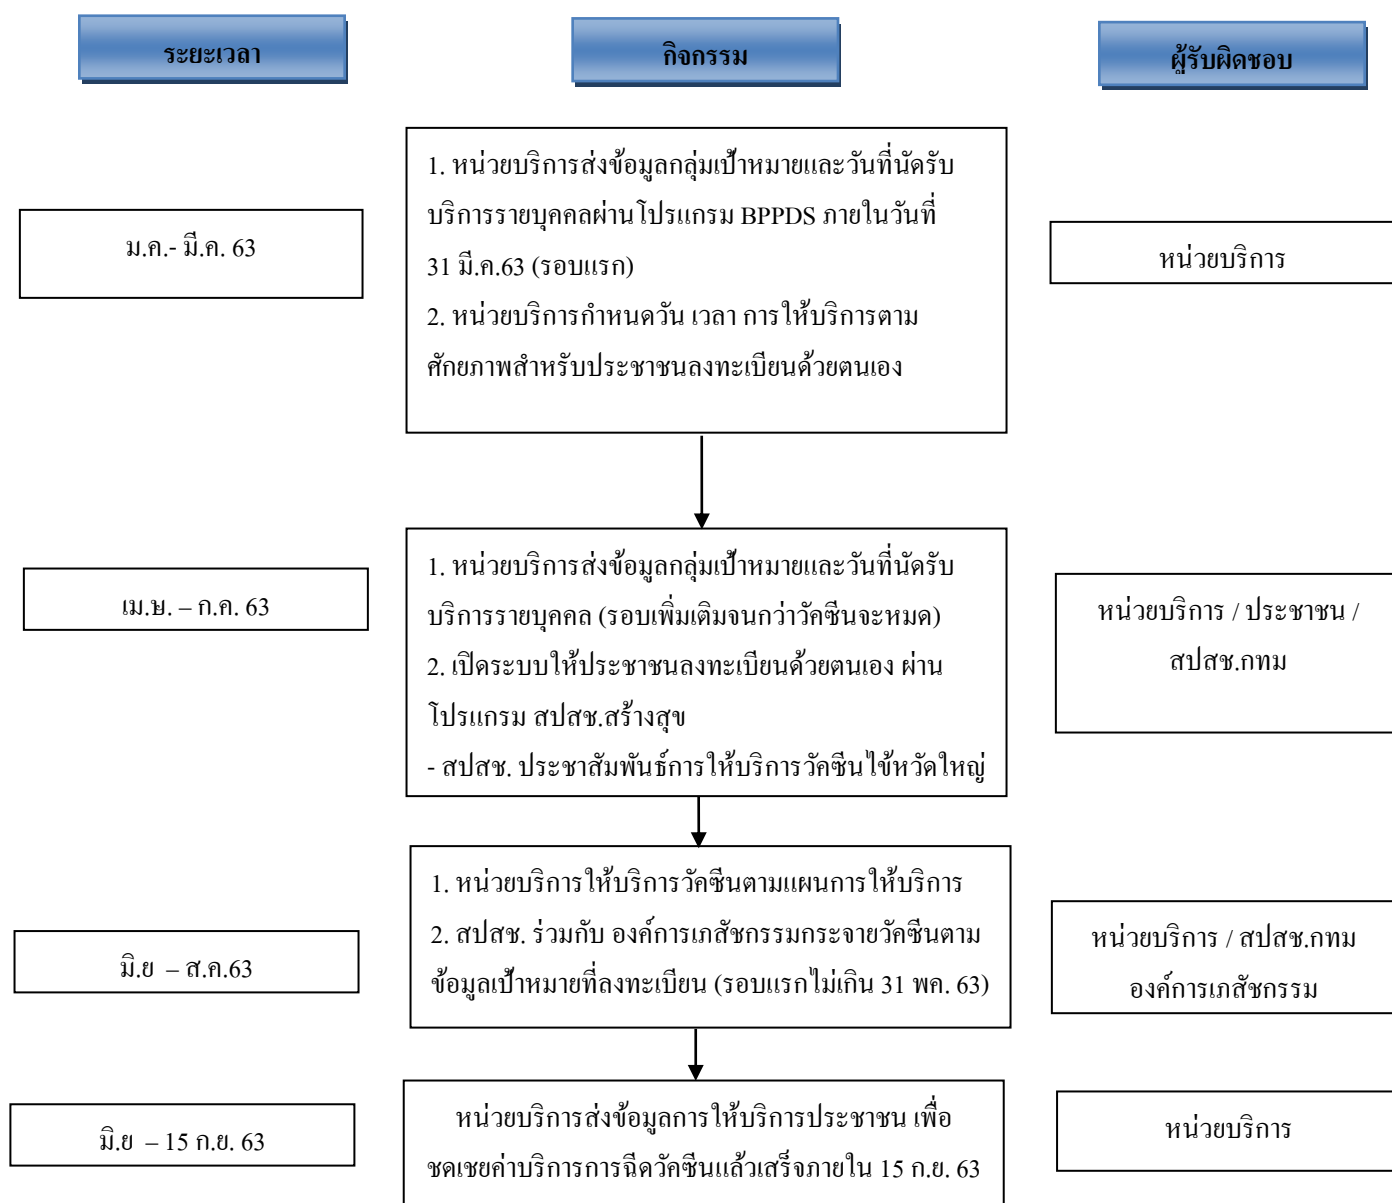 ระยะเวลา
กิจกรรม
ผู้รับผิดชอบ
ม.ค.- มี.ค. 63
1. หน่วยบริการส่งข้อมูลกลุ่มเป้าหมายและวันที่นัดรับ
บริการรายบุคคลผ่านโปรแกรม BPPDS ภายในวันที่
31 มี.ค.63 (รอบแรก)
2. หน่วยบริการกำหนดวัน เวลา การให้บริการตาม
ศักยภาพสำหรับประชาชนลงทะเบียนด้วยตนเอง
หน่วยบริการ
เม.ษ. – ก.ค. 63
1. หน่วยบริการส่งข้อมูลกลุ่มเป้าหมายและวันที่นัดรับ
บริการรายบุคคล (รอบเพิ่มเติมจนกว่าวัคซีนจะหมด)
2. เปิดระบบให้ประชาชนลงทะเบียนด้วยตนเอง ผ่าน
โปรแกรม สปสช.สร้างสุข
- สปสช. ประชาสัมพันธ์การให้บริการวัคซีนไข้หวัดใหญ่
หน่วยบริการ / ประชาชน /
สปสช.กทม
มิ.ย – ส.ค.63
1. หน่วยบริการให้บริการวัคซีนตามแผนการให้บริการ
2. สปสช. ร่วมกับ องค์การเภสัชกรรมกระจายวัคซีนตาม
ข้อมูลเป้าหมายที่ลงทะเบียน (รอบแรกไม่เกิน 31 พค. 63)
หน่วยบริการ / สปสช.กทม
องค์การเภสัชกรรม
มิ.ย – 15 ก.ย. 63
หน่วยบริการส่งข้อมูลการให้บริการประชาชน เพื่อ
ชดเชยค่าบริการการฉีดวัคซีนแล้วเสร็จภายใน 15 ก.ย. 63
หน่วยบริการ